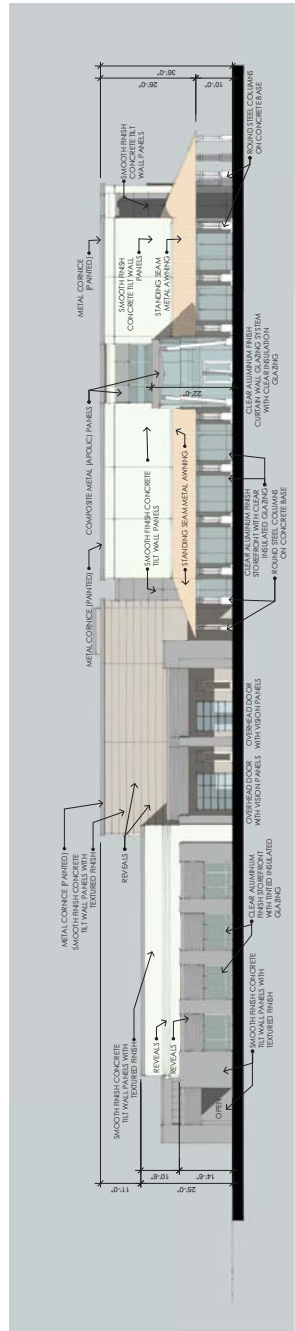 METAL CORNICE (PAINTED)
SMOOTH FINISH CONCRETE
TILT WALL PANELS WITH
TEXTURED FINISH
REVEALS
SMOOTH FINISH CONCRETE
TILT WALL PANELS WITH
TEXTURED FINISH
REVEALS
REVEALS
METAL CORNICE (PAINTED)
COMPOSITE METAL (APOLIC) PANELS
SMOOTH FINISH CONCRETE
TILT WALL PANELS
STANDING SEAM METAL AWNING
METAL CORNICE
(PAINTED)
SMOOTH FINISH
CONCRETE TILT WALL
PANELS
STANDING SEAM
METAL AWNING
SMOOTH FINISH
CONCRETE TILT
WALL PANELS
11'-0"
10'-6"
25'-0"
14'-6"
22'-0"
36'-0"
26'-0"
10'-0"
OPEN
SMOOTH FINISH CONCRETE
TILT WALL PANELS WITH
TEXTURED FINISH
CLEAR ALUMINUM
FINISH STOREFRONT
WITH TINTED INSULATED
GLAZING
OVERHEAD DOOR
WITH VISION PANELS
OVERHEAD DOOR
WITH VISION PANELS
CLEAR ALUMINUM FINISH
STOREFRONT WITH CLEAR
INSULATED GLAZING
ROUND STEEL COLUMNS
ON CONCRETE BASE
CLEAR ALUMINUM FINISH
CURTAIN WALL GLAZING SYSTEM
WITH CLEAR INSULATION
GLAZING
ROUND STEEL COLUMNS
ON CONCRETE BASE